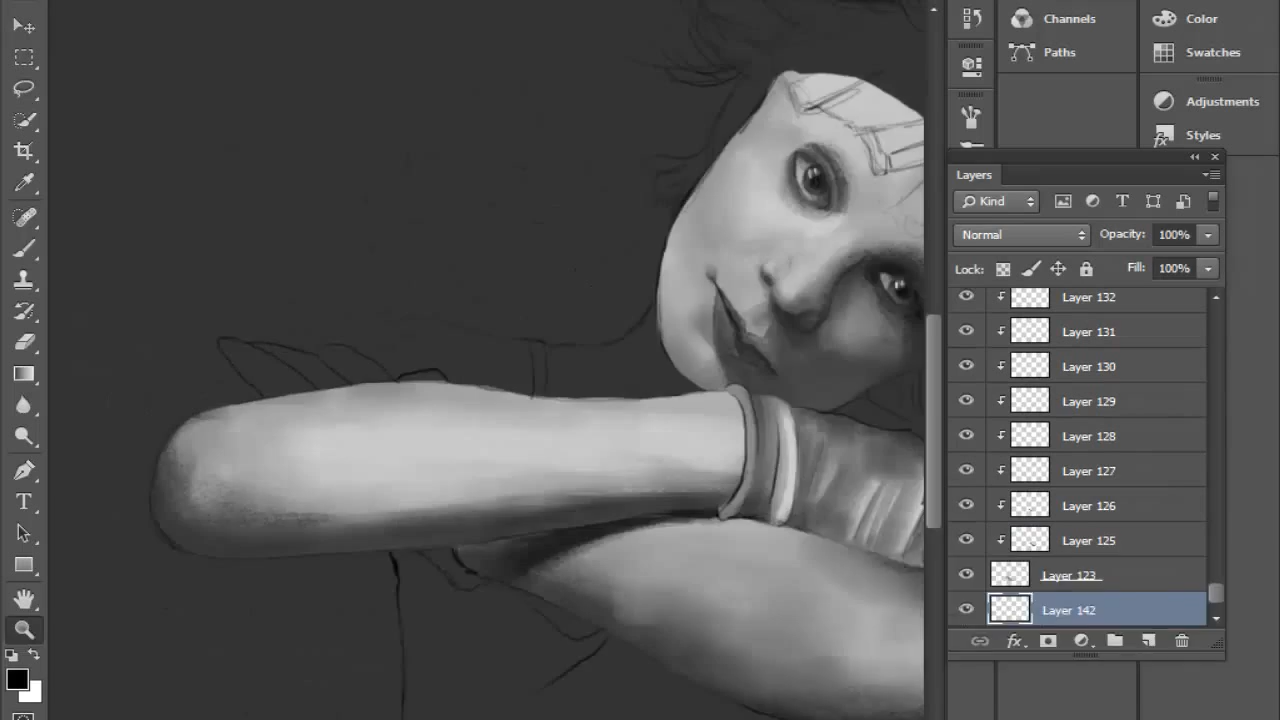 Channels
Color
Paths
Swatches
Adjustments
Styles
Layers
Kind
Normal
Opacity: 100%
Lock:
Fill: 100%
Layer 132
Layer 131
Layer 130
Layer 129
Layer 128
Layer 127
Layer 126
Layer 125
Layer 123
Layer 142